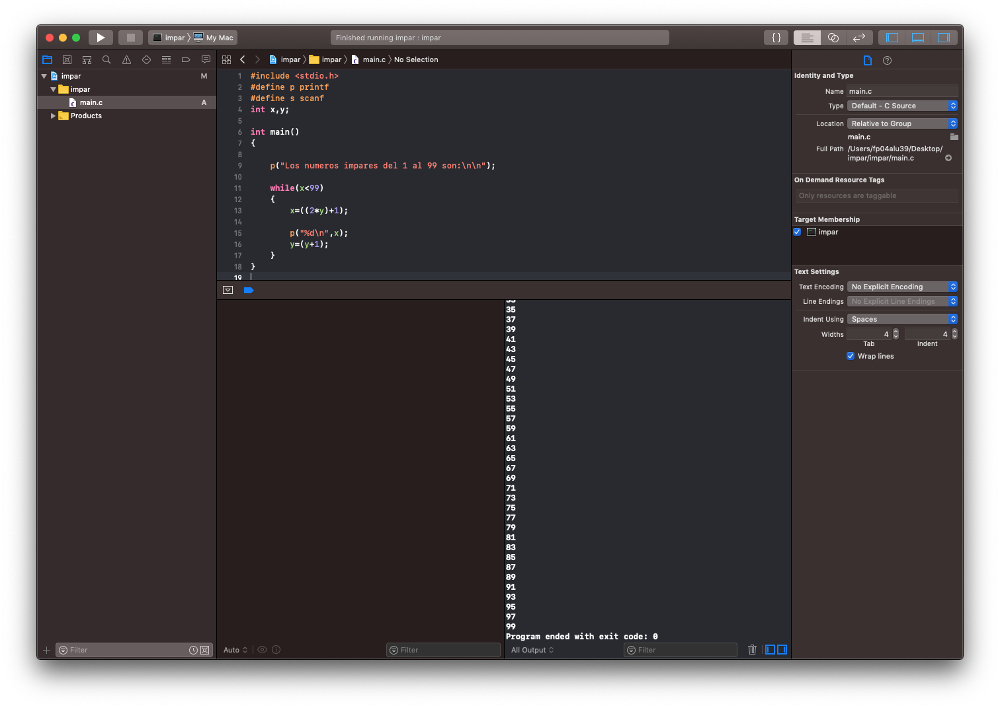 impar 〉 My Mac
Finished running impar : impar
{ }
impar 〉 impar 〉 main.c 〉 No Selection
impar M
impar
main.c A
Products
1 #include <stdio.h>
2 #define p printf
3 #define s scanf
4 int x,y;
5
6 int main()
7 {
8
9 p("Los numeros impares del 1 al 99 son:\n\n");
10
11 while(x<99)
12 {
13 x=((2*y)+1);
14
15 p("%d\n",x);
16 y=(y+1);
17 }
18 }
19
33
35
37
39
41
43
45
47
49
51
53
55
57
59
61
63
65
67
69
71
73
75
77
79
81
83
85
87
89
91
93
95
97
99
Program ended with exit code: 0
Filter
Auto
Filter
All Output
Filter
Identity and Type
Name main.c
Type Default - C Source
Location Relative to Group
main.c
Full Path /Users/fp04alu39/Desktop/
impar/impar/main.c
On Demand Resource Tags
Only resources are taggable
Target Membership
impar
Text Settings
Text Encoding No Explicit Encoding
Line Endings No Explicit Line Endings
Indent Using Spaces
Widths 4 4
Tab Indent
Wrap lines